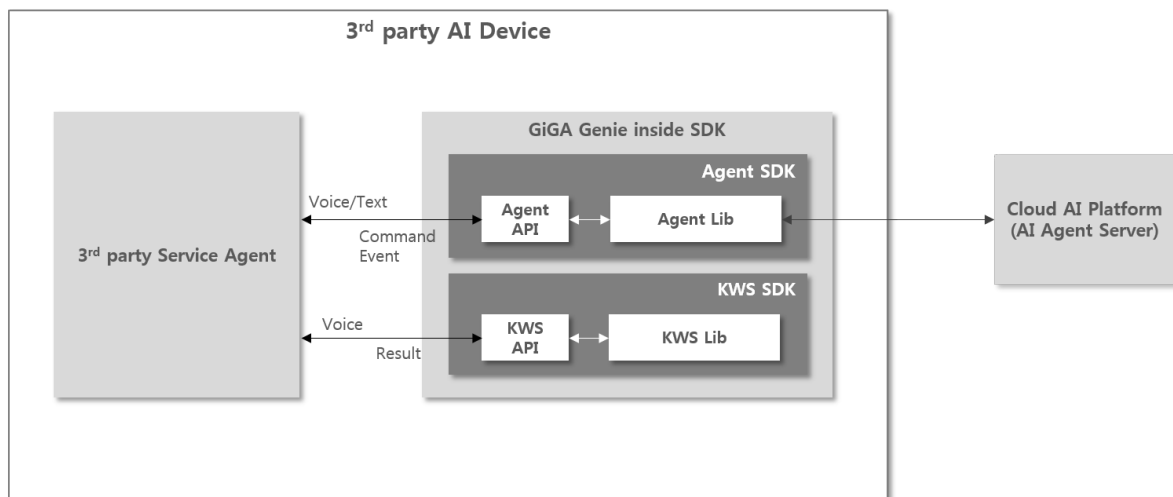 3rd party AI Device
GiGA Genie inside SDK
Agent SDK
Voice/Text
Agent
API
Agent Lib
Command
Event
3rd party Service Agent
Cloud AI Platform
(AI Agent Server)
KWS SDK
Voice
KWS
API
KWS Lib
Result